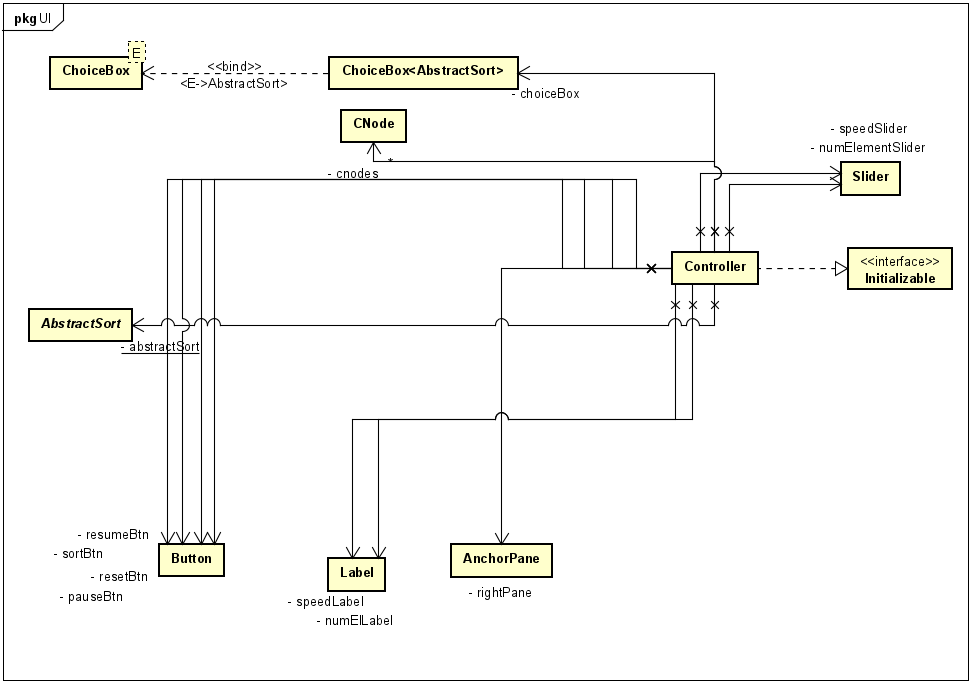 pkg UI
E
ChoiceBox
<<bind>>
<E->AbstractSort>
ChoiceBox<AbstractSort>
- choiceBox
CNode
*
- cnodes
- speedSlider
- numElementSlider
Slider
Controller
<<interface>>
Initializable
AbstractSort
- abstractSort
- resumeBtn
- sortBtn
- resetBtn
- pauseBtn
Button
Label
- speedLabel
- numElLabel
AnchorPane
- rightPane